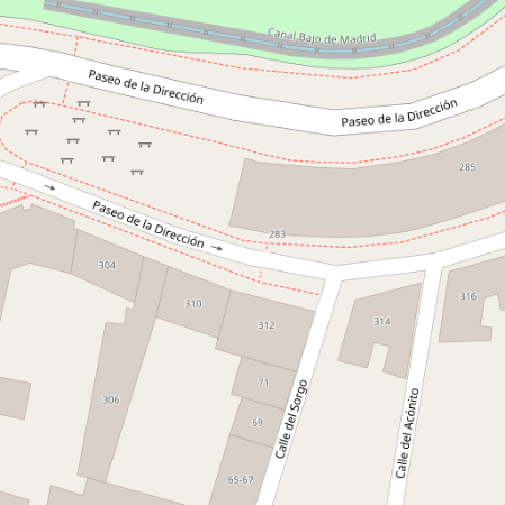 Canal Bajo de Madrid
Paseo de la Dirección
Paseo de la Dirección
285
Paseo de la Dirección
283
304
316
310
314
312
71
Calle del Sorgo
Calle del Acónito
306
69
65-67